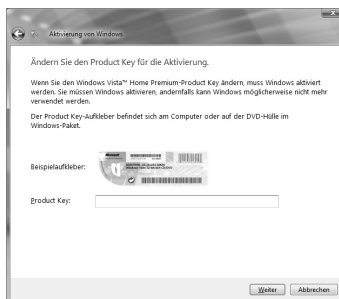 Aktivierung von Windows
Ändern Sie den Product Key für die Aktivierung.
Wenn Sie den Windows Vista™ Home Premium-Product Key ändern, muss Windows aktiviert
werden. Sie müssen Windows aktivieren, andernfalls kann Windows möglicherweise nicht mehr
verwendet werden.
Der Product Key-Aufkleber befindet sich am Computer oder auf der DVD-Hülle im
Windows-Paket.
Beispielaufkleber:
Product Key:
Weiter
Abbrechen